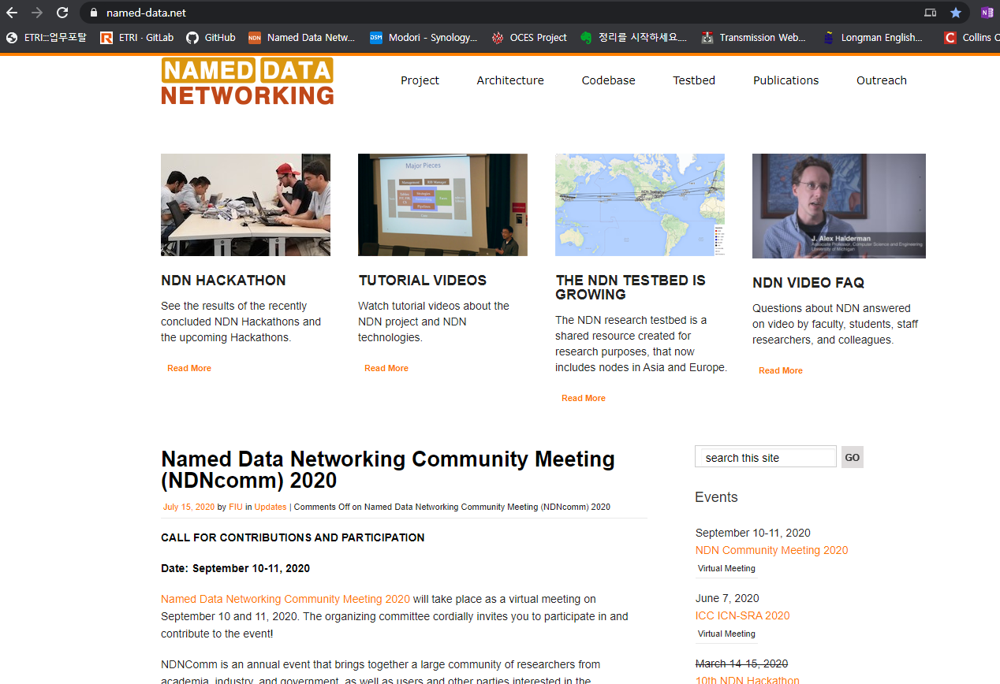 named-data.net
ETRI:::업무포탈
ETRI · GitLab
GitHub
NDN
Named Data Netw...
DSM
Modori - Synology...
OCES Project
정리를 시작하세요....
Transmission Web...
Longman English...
C
Collins C
NAMED DATA
NETWORKING
Project
Architecture
Codebase
Testbed
Publications
Outreach
Major Pieces
J. Alex Halderman
Associate Professor, Computer Science and Engineering
University of Michigan
NDN HACKATHON
See the results of the recently
concluded NDN Hackathons and
the upcoming Hackathons.
Read More
TUTORIAL VIDEOS
Watch tutorial videos about the
NDN project and NDN
technologies.
Read More
THE NDN TESTBED IS
GROWING
The NDN research testbed is a
shared resource created for
research purposes, that now
includes nodes in Asia and Europe.
Read More
NDN VIDEO FAQ
Questions about NDN answered
on video by faculty, students, staff
researchers, and colleagues.
Read More
Named Data Networking Community Meeting
(NDNcomm) 2020
July 15, 2020 by FIU in Updates | Comments Off on Named Data Networking Community Meeting (NDNcomm) 2020
CALL FOR CONTRIBUTIONS AND PARTICIPATION
Date: September 10-11, 2020
Named Data Networking Community Meeting 2020 will take place as a virtual meeting on
September 10 and 11, 2020. The organizing committee cordially invites you to participate in and
contribute to the event!
NDNComm is an annual event that brings together a large community of researchers from
academia, industry, and government, as well as users and other parties interested in the
search this site
GO
Events
September 10-11, 2020
NDN Community Meeting 2020
Virtual Meeting
June 7, 2020
ICC ICN-SRA 2020
Virtual Meeting
March 14-15, 2020
10th NDN Hackathon